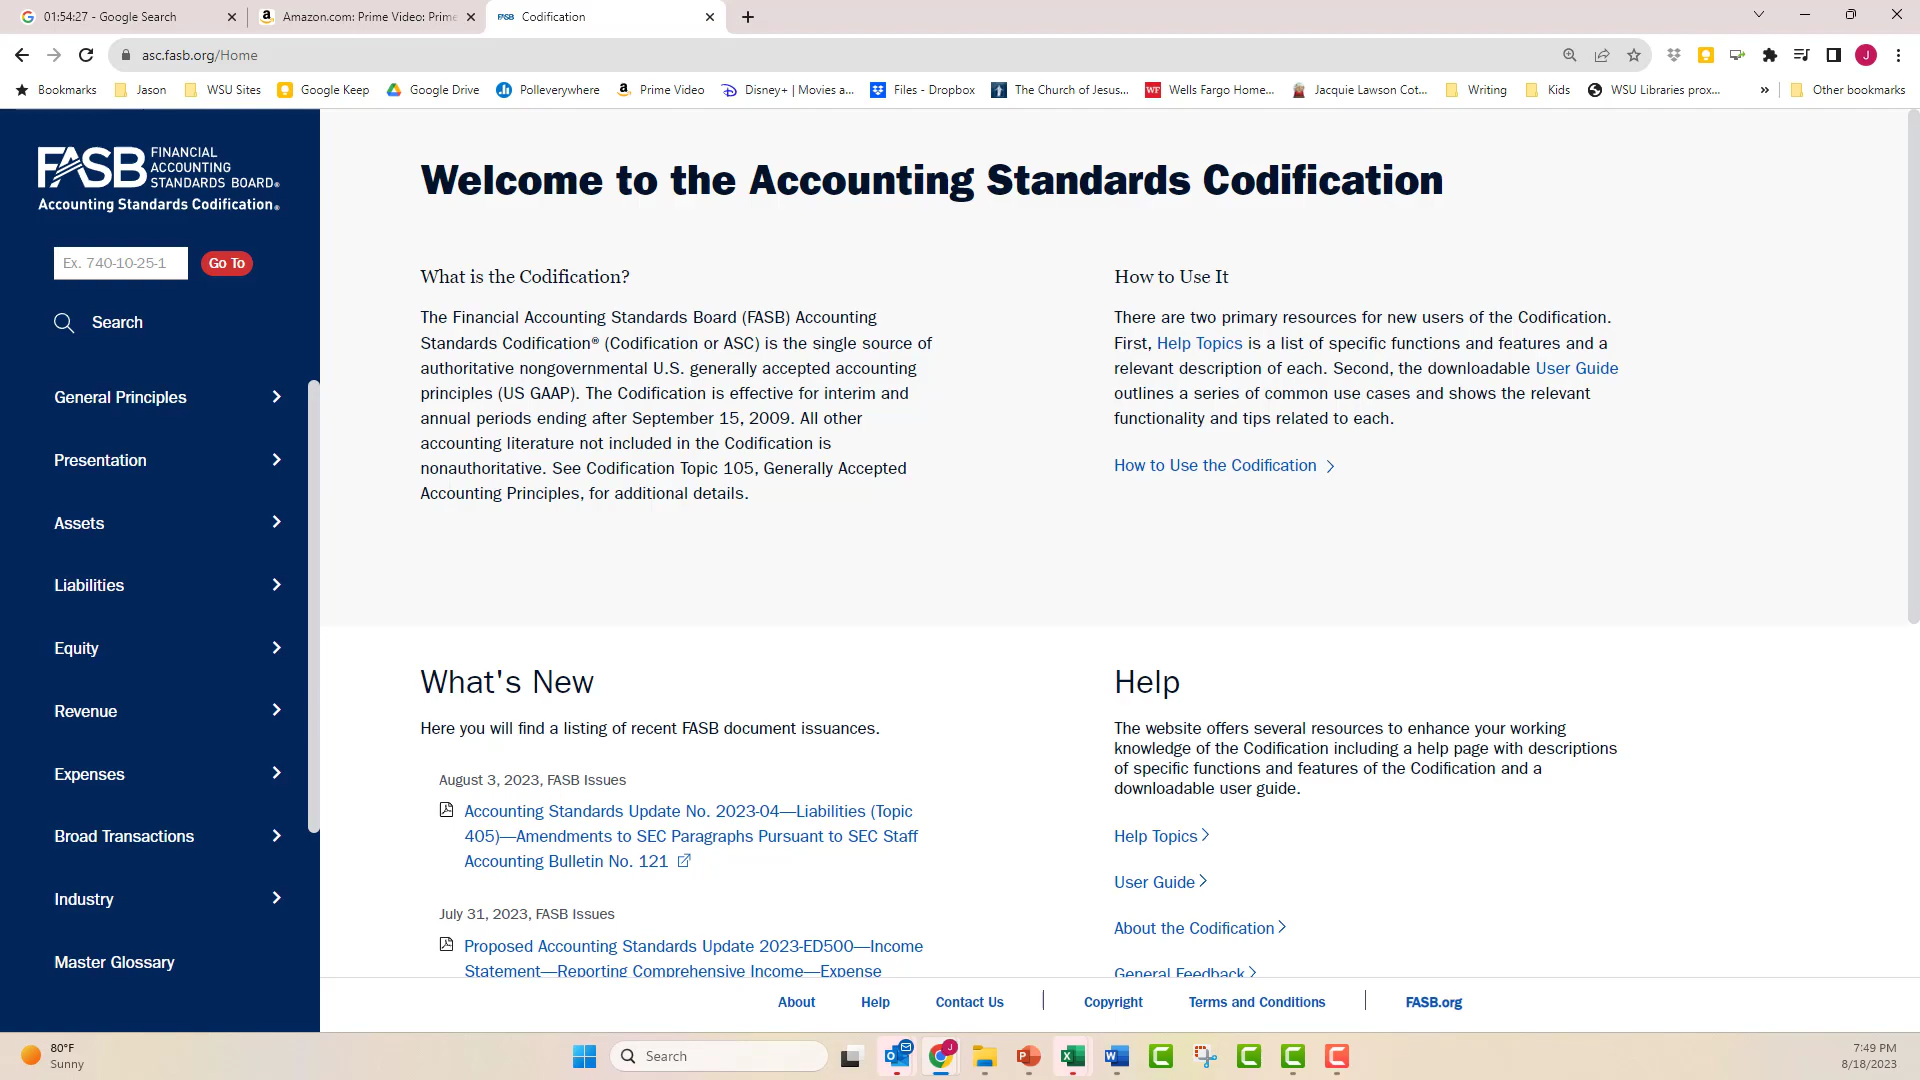 01:54:27 - Google Search
Amazon.com: Prime Video: Prime
Codification
asc.fasb.org/Home
J
Bookmarks
Jason
WSU Sites
Google Keep
Google Drive
Polleverywhere
Prime Video
Disney+ | Movies a...
Files - Dropbox
The Church of Jesus...
Wells Fargo Home...
Jacquie Lawson Cot...
Writing
Kids
WSU Libraries prox...
»
Other bookmarks
FASB FINANCIAL
ACCOUNTING
STANDARDS BOARD®
Accounting Standards Codification®
Ex. 740-10-25-1
Go To
Search
General Principles
Presentation
Assets
Liabilities
Equity
Revenue
Expenses
Broad Transactions
Industry
Master Glossary
Welcome to the Accounting Standards Codification
What is the Codification?
The Financial Accounting Standards Board (FASB) Accounting
Standards Codification® (Codification or ASC) is the single source of
authoritative nongovernmental U.S. generally accepted accounting
principles (US GAAP). The Codification is effective for interim and
annual periods ending after September 15, 2009. All other
accounting literature not included in the Codification is
nonauthoritative. See Codification Topic 105, Generally Accepted
Accounting Principles, for additional details.
How to Use It
There are two primary resources for new users of the Codification.
First, Help Topics is a list of specific functions and features and a
relevant description of each. Second, the downloadable User Guide
outlines a series of common use cases and shows the relevant
functionality and tips related to each.
How to Use the Codification
What's New
Here you will find a listing of recent FASB document issuances.
August 3, 2023, FASB Issues
Accounting Standards Update No. 2023-04—Liabilities (Topic
405)—Amendments to SEC Paragraphs Pursuant to SEC Staff
Accounting Bulletin No. 121
July 31, 2023, FASB Issues
Proposed Accounting Standards Update 2023-ED500—Income
Statement—Reporting Comprehensive Income—Expense
Help
The website offers several resources to enhance your working
knowledge of the Codification including a help page with descriptions
of specific functions and features of the Codification and a
downloadable user guide.
Help Topics
User Guide
About the Codification
General Feedback
About
Help
Contact Us
Copyright
Terms and Conditions
FASB.org
80°F
Sunny
Search
7:49 PM
8/18/2023